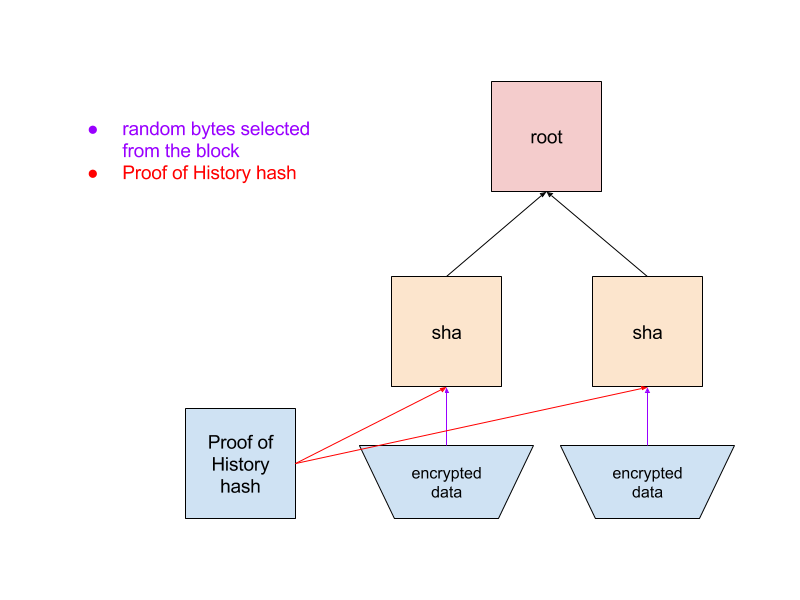 random bytes selected
from the block
Proof of History hash
root
sha
sha
Proof of
History
hash
encrypted
data
encrypted
data